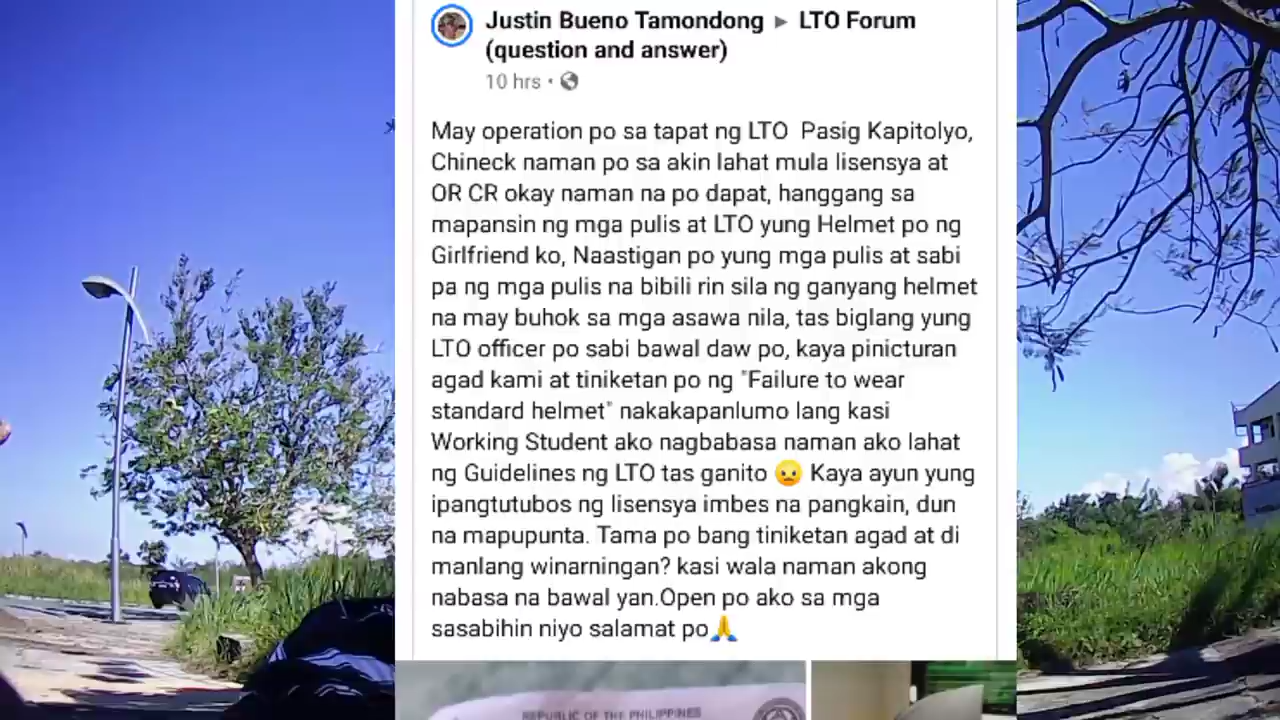 Justin Bueno Tamondong ▸ LTO Forum
(question and answer)
10 hrs •
May operation po sa tapat ng LTO Pasig Kapitolyo,
Chineck naman po sa akin lahat mula lisensya at
OR CR okay naman na po dapat, hanggang sa
mapansin ng mga pulis at LTO yung Helmet po ng
Girlfriend ko, Naastigan po yung mga pulis at sabi
pa ng mga pulis na bibili rin sila ng ganyang helmet
na may buhok sa mga asawa nila, tas biglang yung
LTO officer po sabi bawal daw po, kaya pinicturan
agad kami at tiniketan po ng "Failure to wear
standard helmet" nakakapanlumo lang kasi
Working Student ako nagbabasa naman ako lahat
ng Guidelines ng LTO tas ganito 😠 Kaya ayun yung
ipangtutubos ng lisensya imbes na pangkain, dun
na mapupunta. Tama po bang tiniketan agad at di
manlang winarningan? kasi wala naman akong
nabasa na bawal yan.Open po ako sa mga
sasabihin niyo salamat po🙏
REPUBLIC OF THE PHILIPPINES